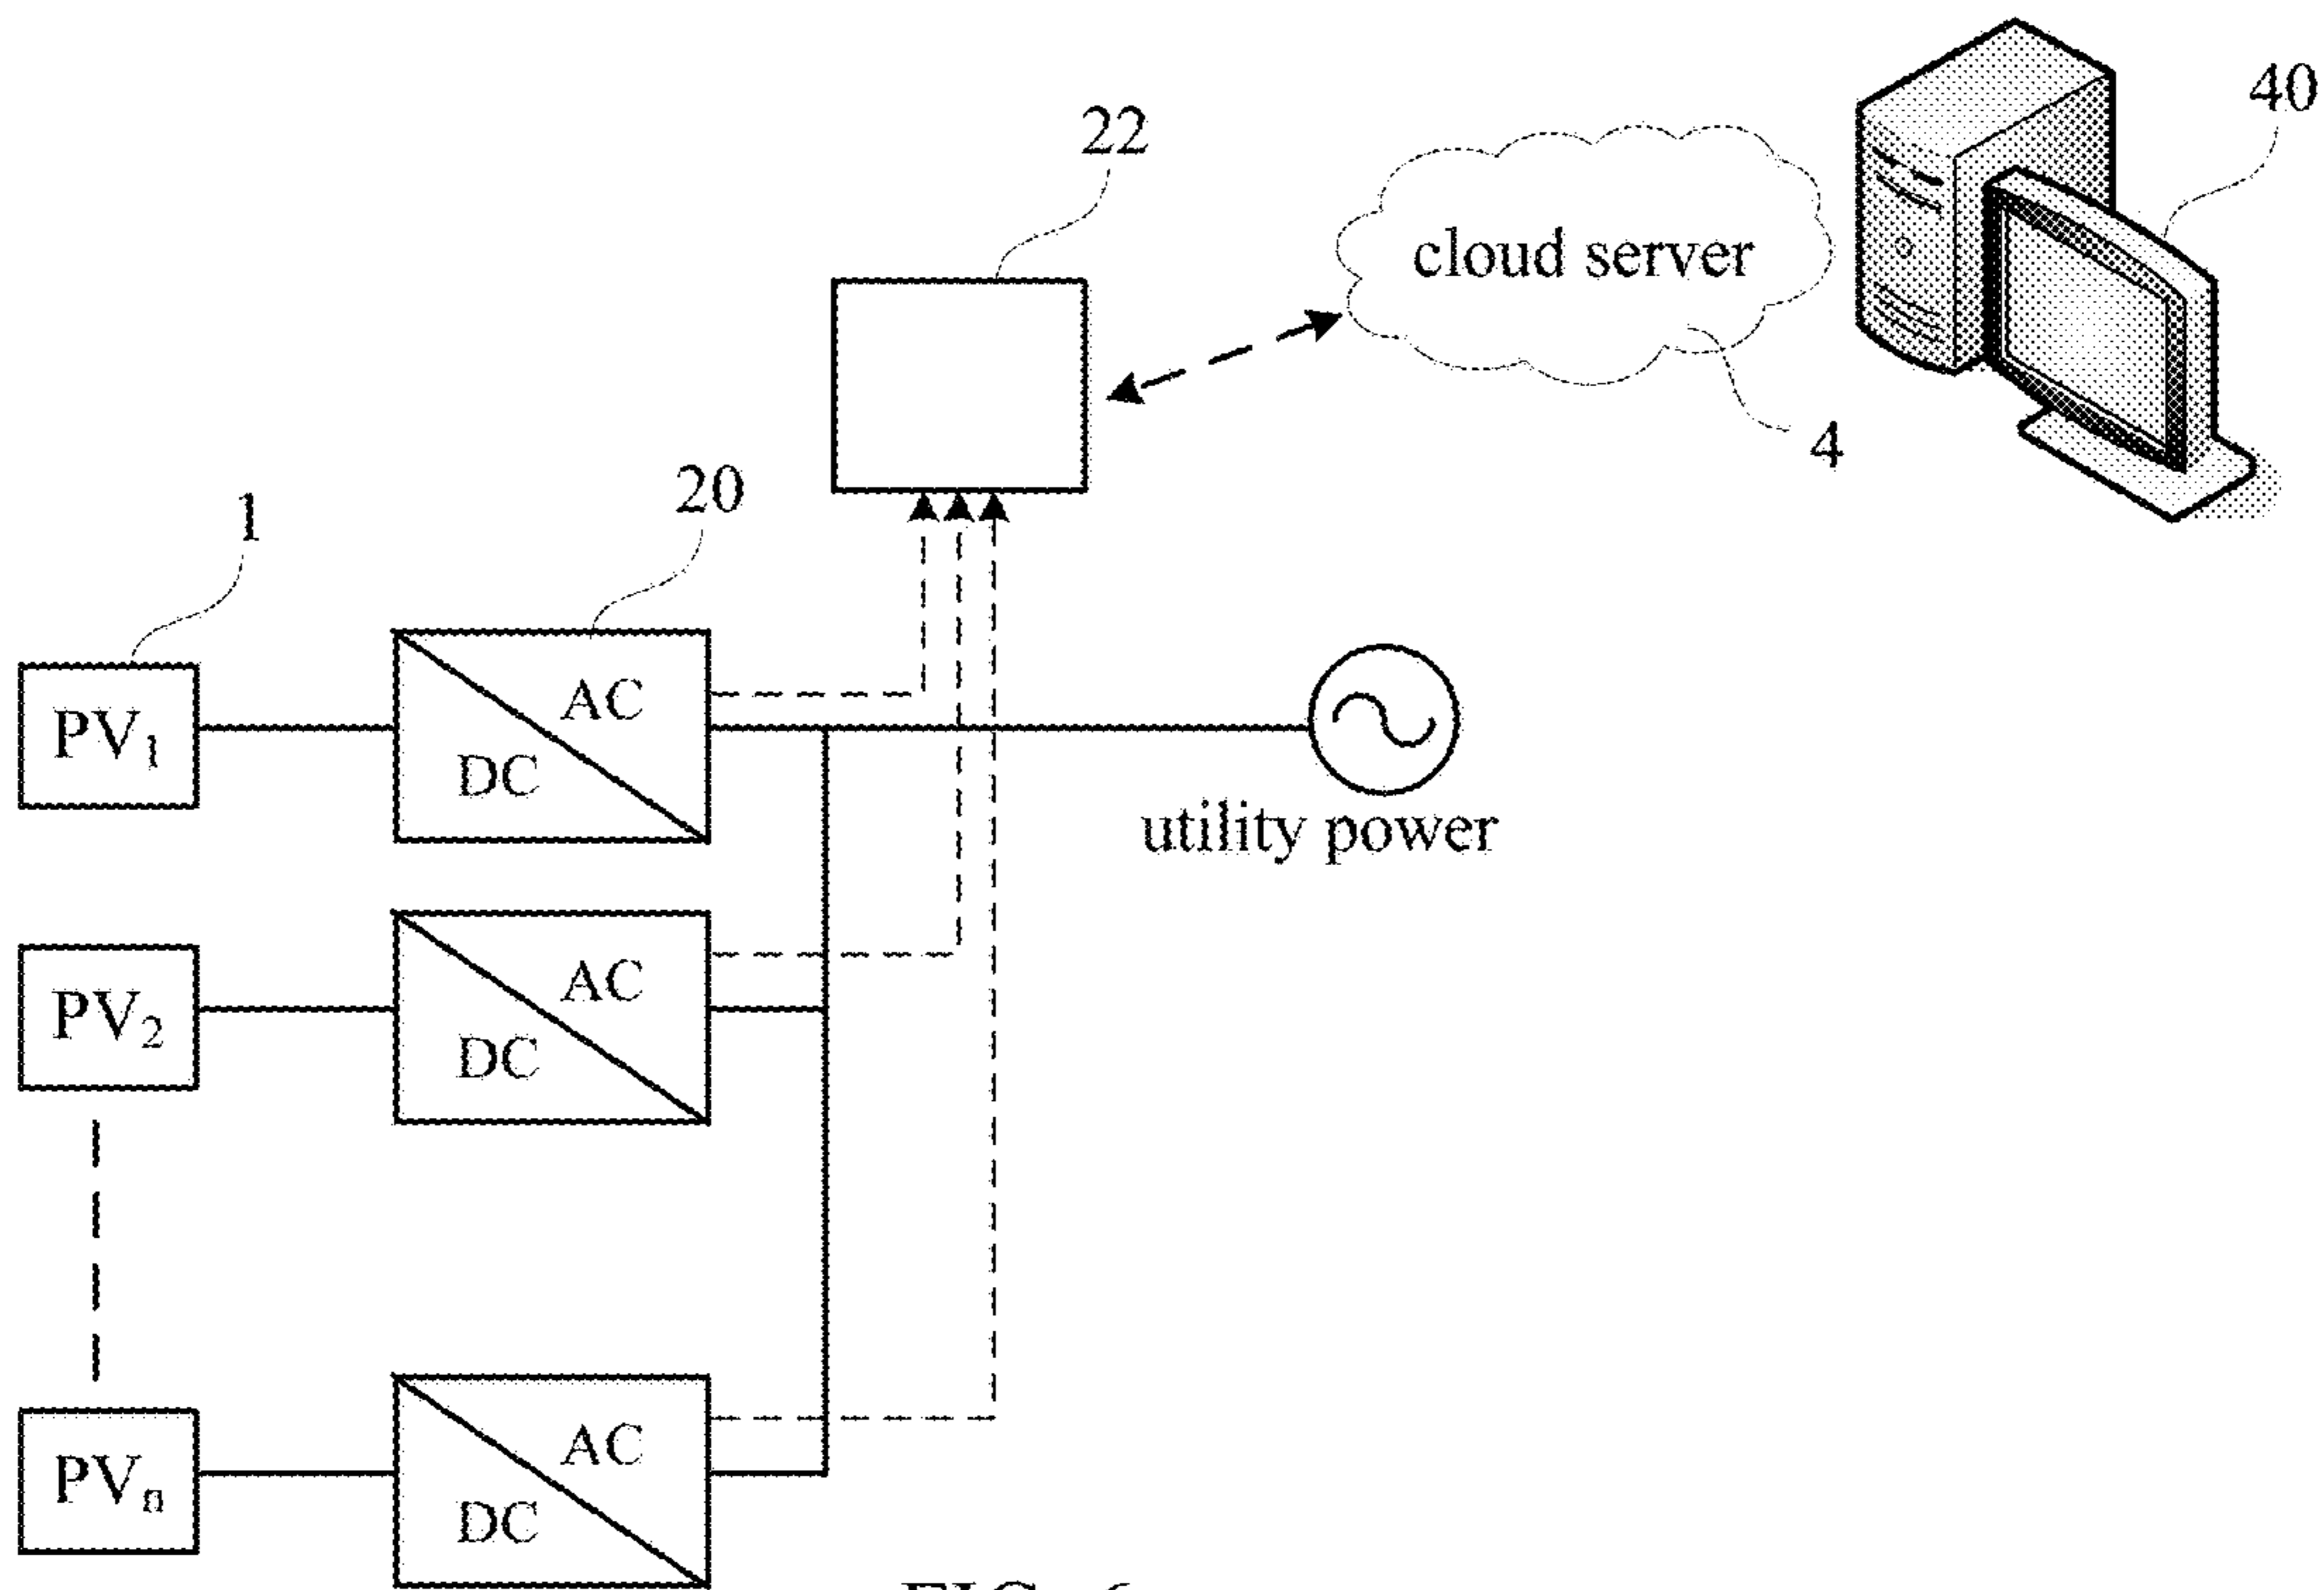 40
22
cloud server
4
20
1
AC
PV₁
DC
utility power
AC
PV₂
DC
AC
PVₙ
DC